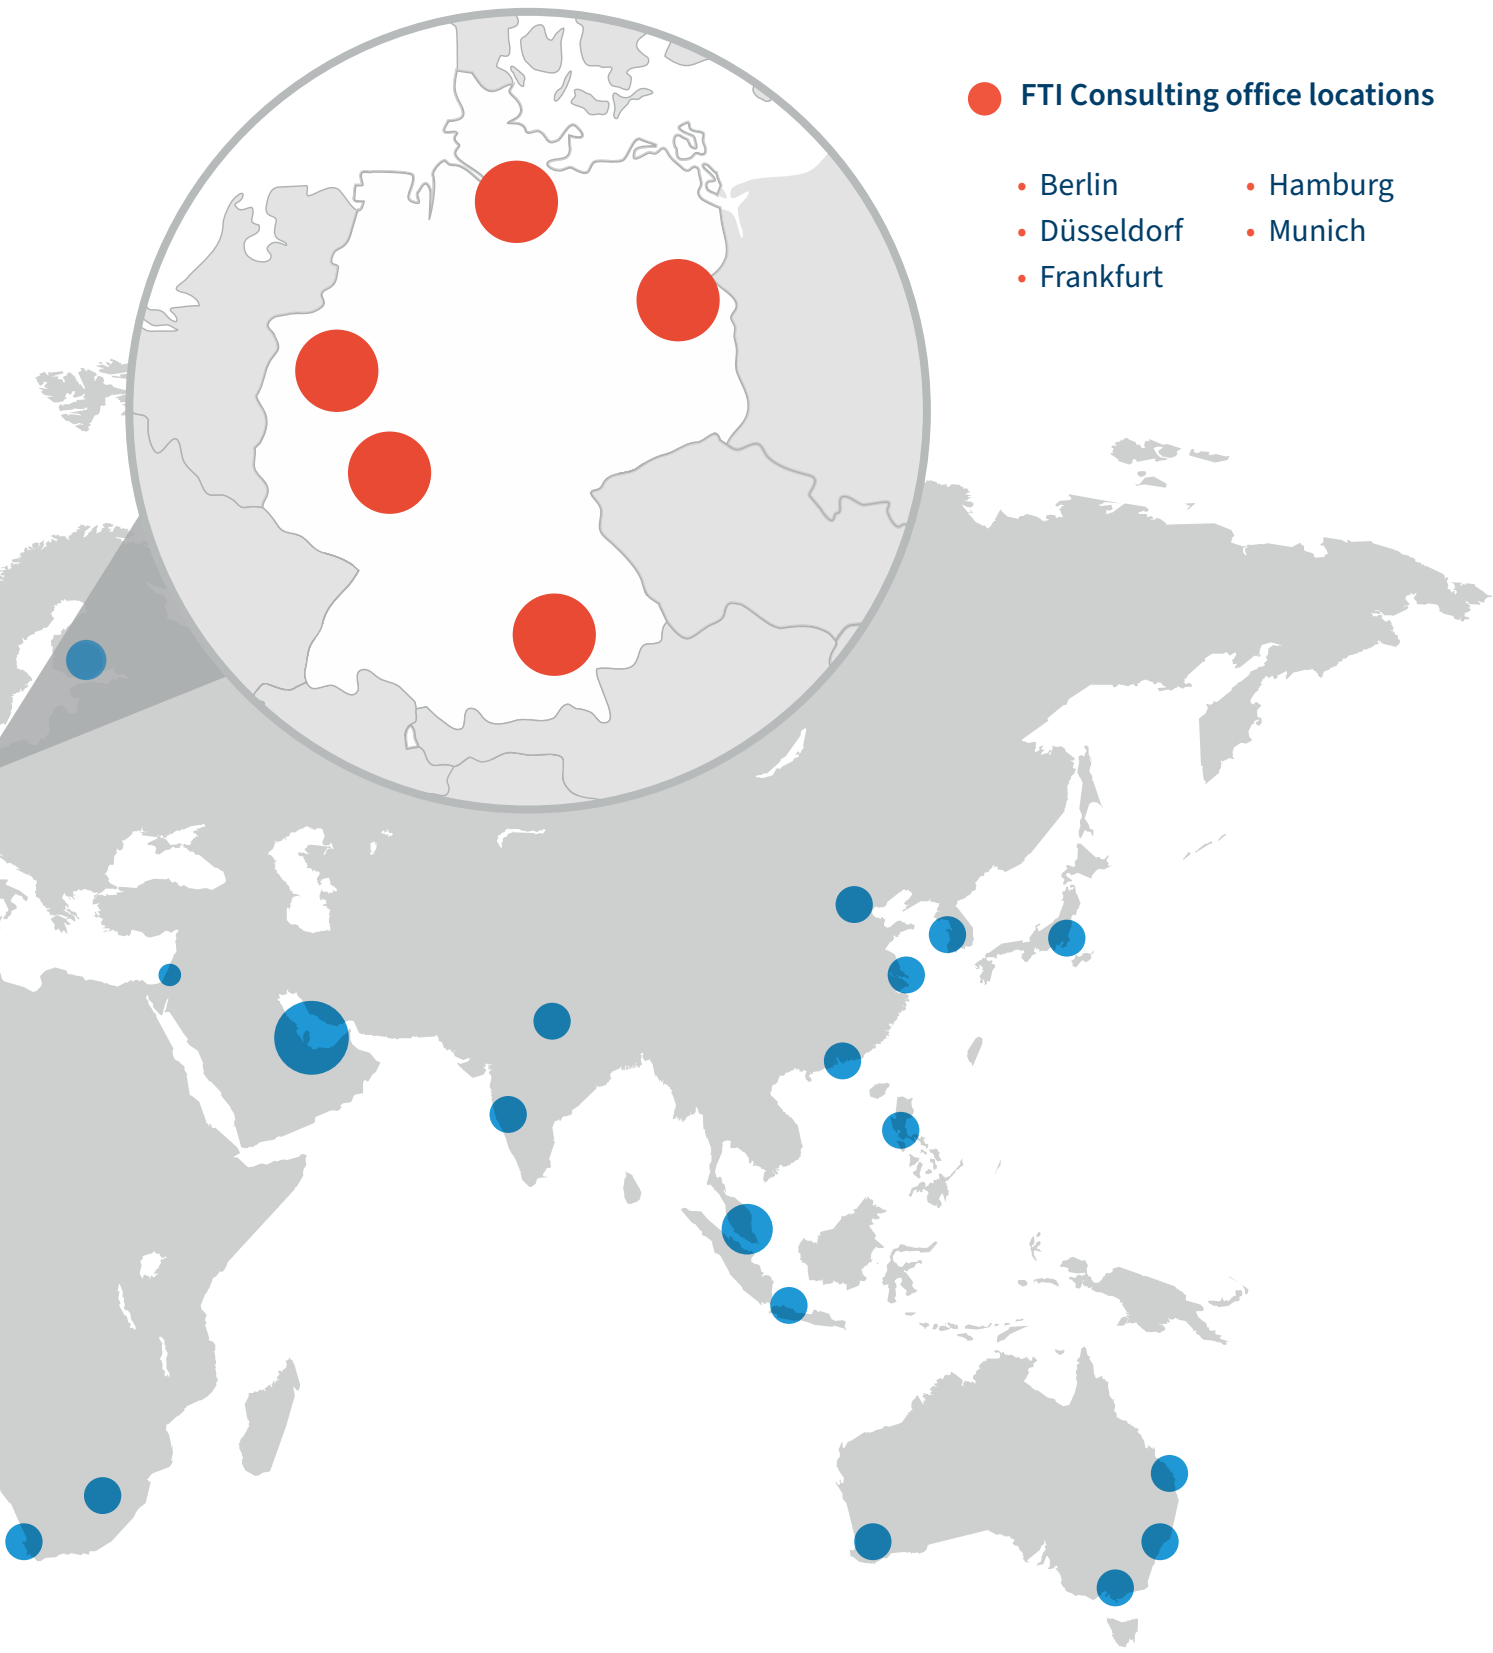 FTI Consulting office locations
• Berlin
• Düsseldorf
• Frankfurt
• Hamburg
• Munich